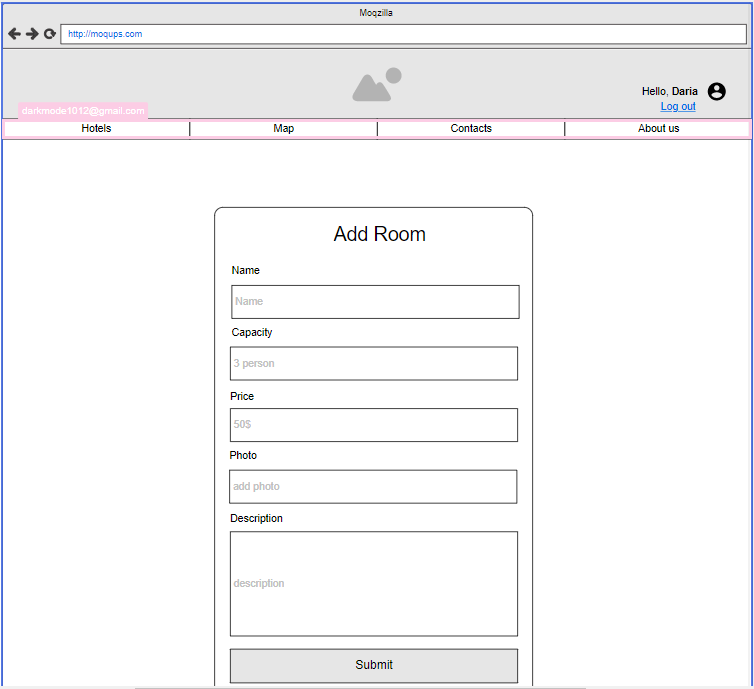 Moqzilla
http://moqups.com
Hello, Daria
Log out
darkmode1012@gmail.com
Hotels Map Contacts About us
Add Room
Name
Name
Capacity
3 person
Price
50$
Photo
add photo
Description
description
Submit